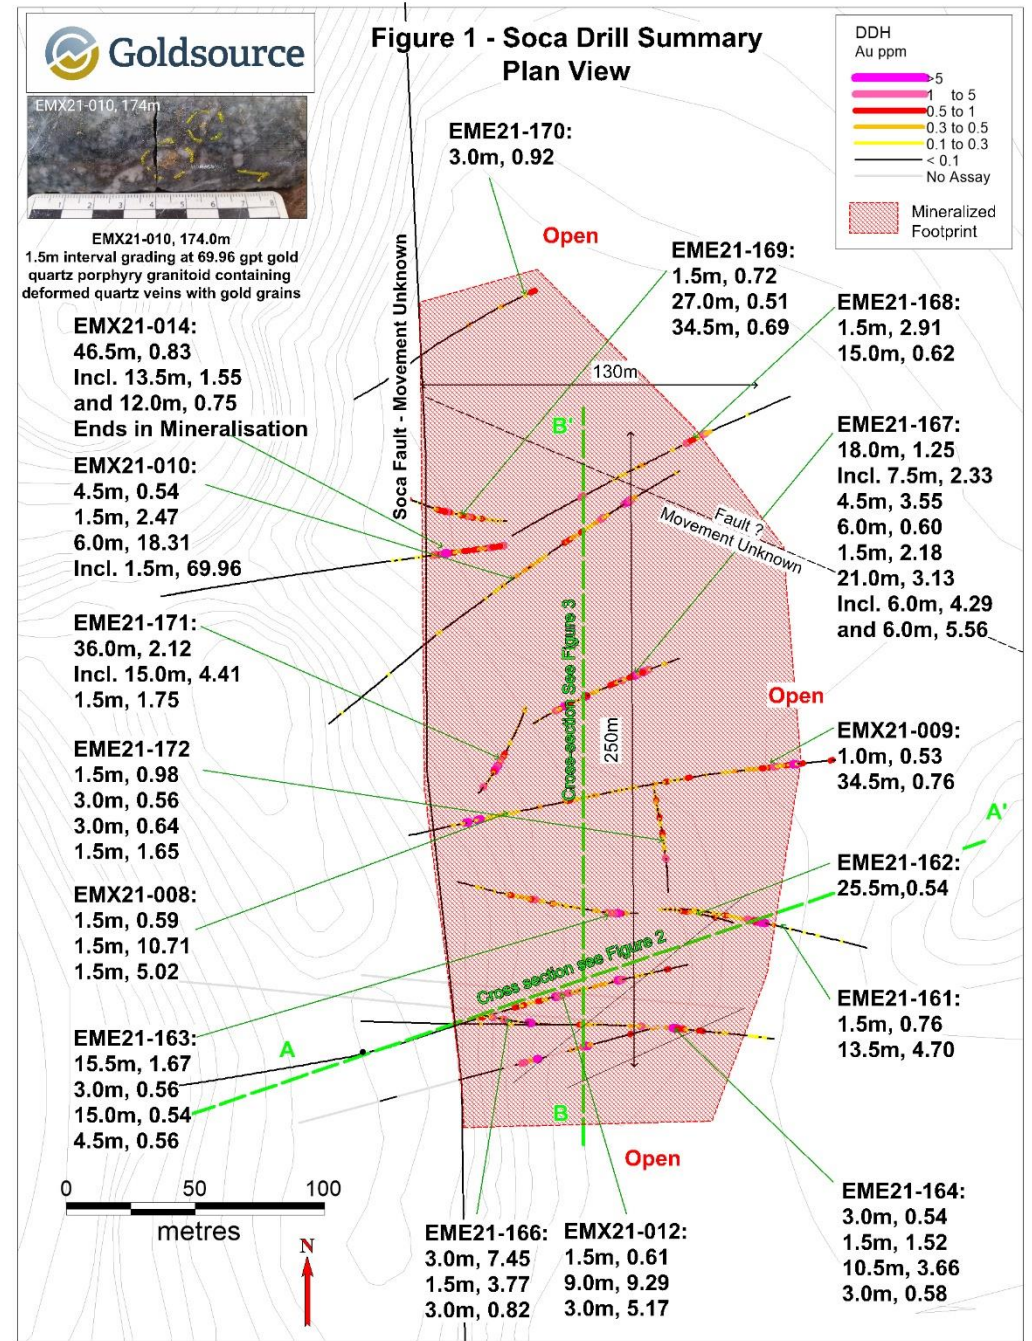 Goldsource
Figure 1 - Soca Drill Summary
Plan View
DDH
Au ppm
>5
1 to 5
0.5 to 1
0.3 to 0.5
0.1 to 0.3
< 0.1
No Assay
Mineralized
Footprint
EMX21-010, 174m
1 2 3 4 5 6 7 8
EMX21-010, 174.0m
1.5m interval grading at 69.96 gpt gold
quartz porphyry granitoid containing
deformed quartz veins with gold grains
EME21-170:
3.0m, 0.92
Open
EME21-169:
1.5m, 0.72
27.0m, 0.51
34.5m, 0.69
EME21-168:
1.5m, 2.91
15.0m, 0.62
EMX21-014:
46.5m, 0.83
Incl. 13.5m, 1.55
and 12.0m, 0.75
Ends in Mineralisation
EMX21-010:
4.5m, 0.54
1.5m, 2.47
6.0m, 18.31
Incl. 1.5m, 69.96
Soca Fault - Movement Unknown
130m
B'
EME21-167:
18.0m, 1.25
Incl. 7.5m, 2.33
4.5m, 3.55
6.0m, 0.60
1.5m, 2.18
21.0m, 3.13
Incl. 6.0m, 4.29
and 6.0m, 5.56
Fault ?
Movement Unknown
EME21-171:
36.0m, 2.12
Incl. 15.0m, 4.41
1.5m, 1.75
Cross-section See Figure 3
250m
Open
EMX21-009:
1.0m, 0.53
34.5m, 0.76
EME21-172
1.5m, 0.98
3.0m, 0.56
3.0m, 0.64
1.5m, 1.65
A'
EME21-162:
25.5m,0.54
EMX21-008:
1.5m, 0.59
1.5m, 10.71
1.5m, 5.02
Cross section see Figure 2
EME21-161:
1.5m, 0.76
13.5m, 4.70
EME21-163:
15.5m, 1.67
3.0m, 0.56
15.0m, 0.54
4.5m, 0.56
A
B
Open
0 50 100
metres
N
EME21-166:
3.0m, 7.45
1.5m, 3.77
3.0m, 0.82
EMX21-012:
1.5m, 0.61
9.0m, 9.29
3.0m, 5.17
EME21-164:
3.0m, 0.54
1.5m, 1.52
10.5m, 3.66
3.0m, 0.58